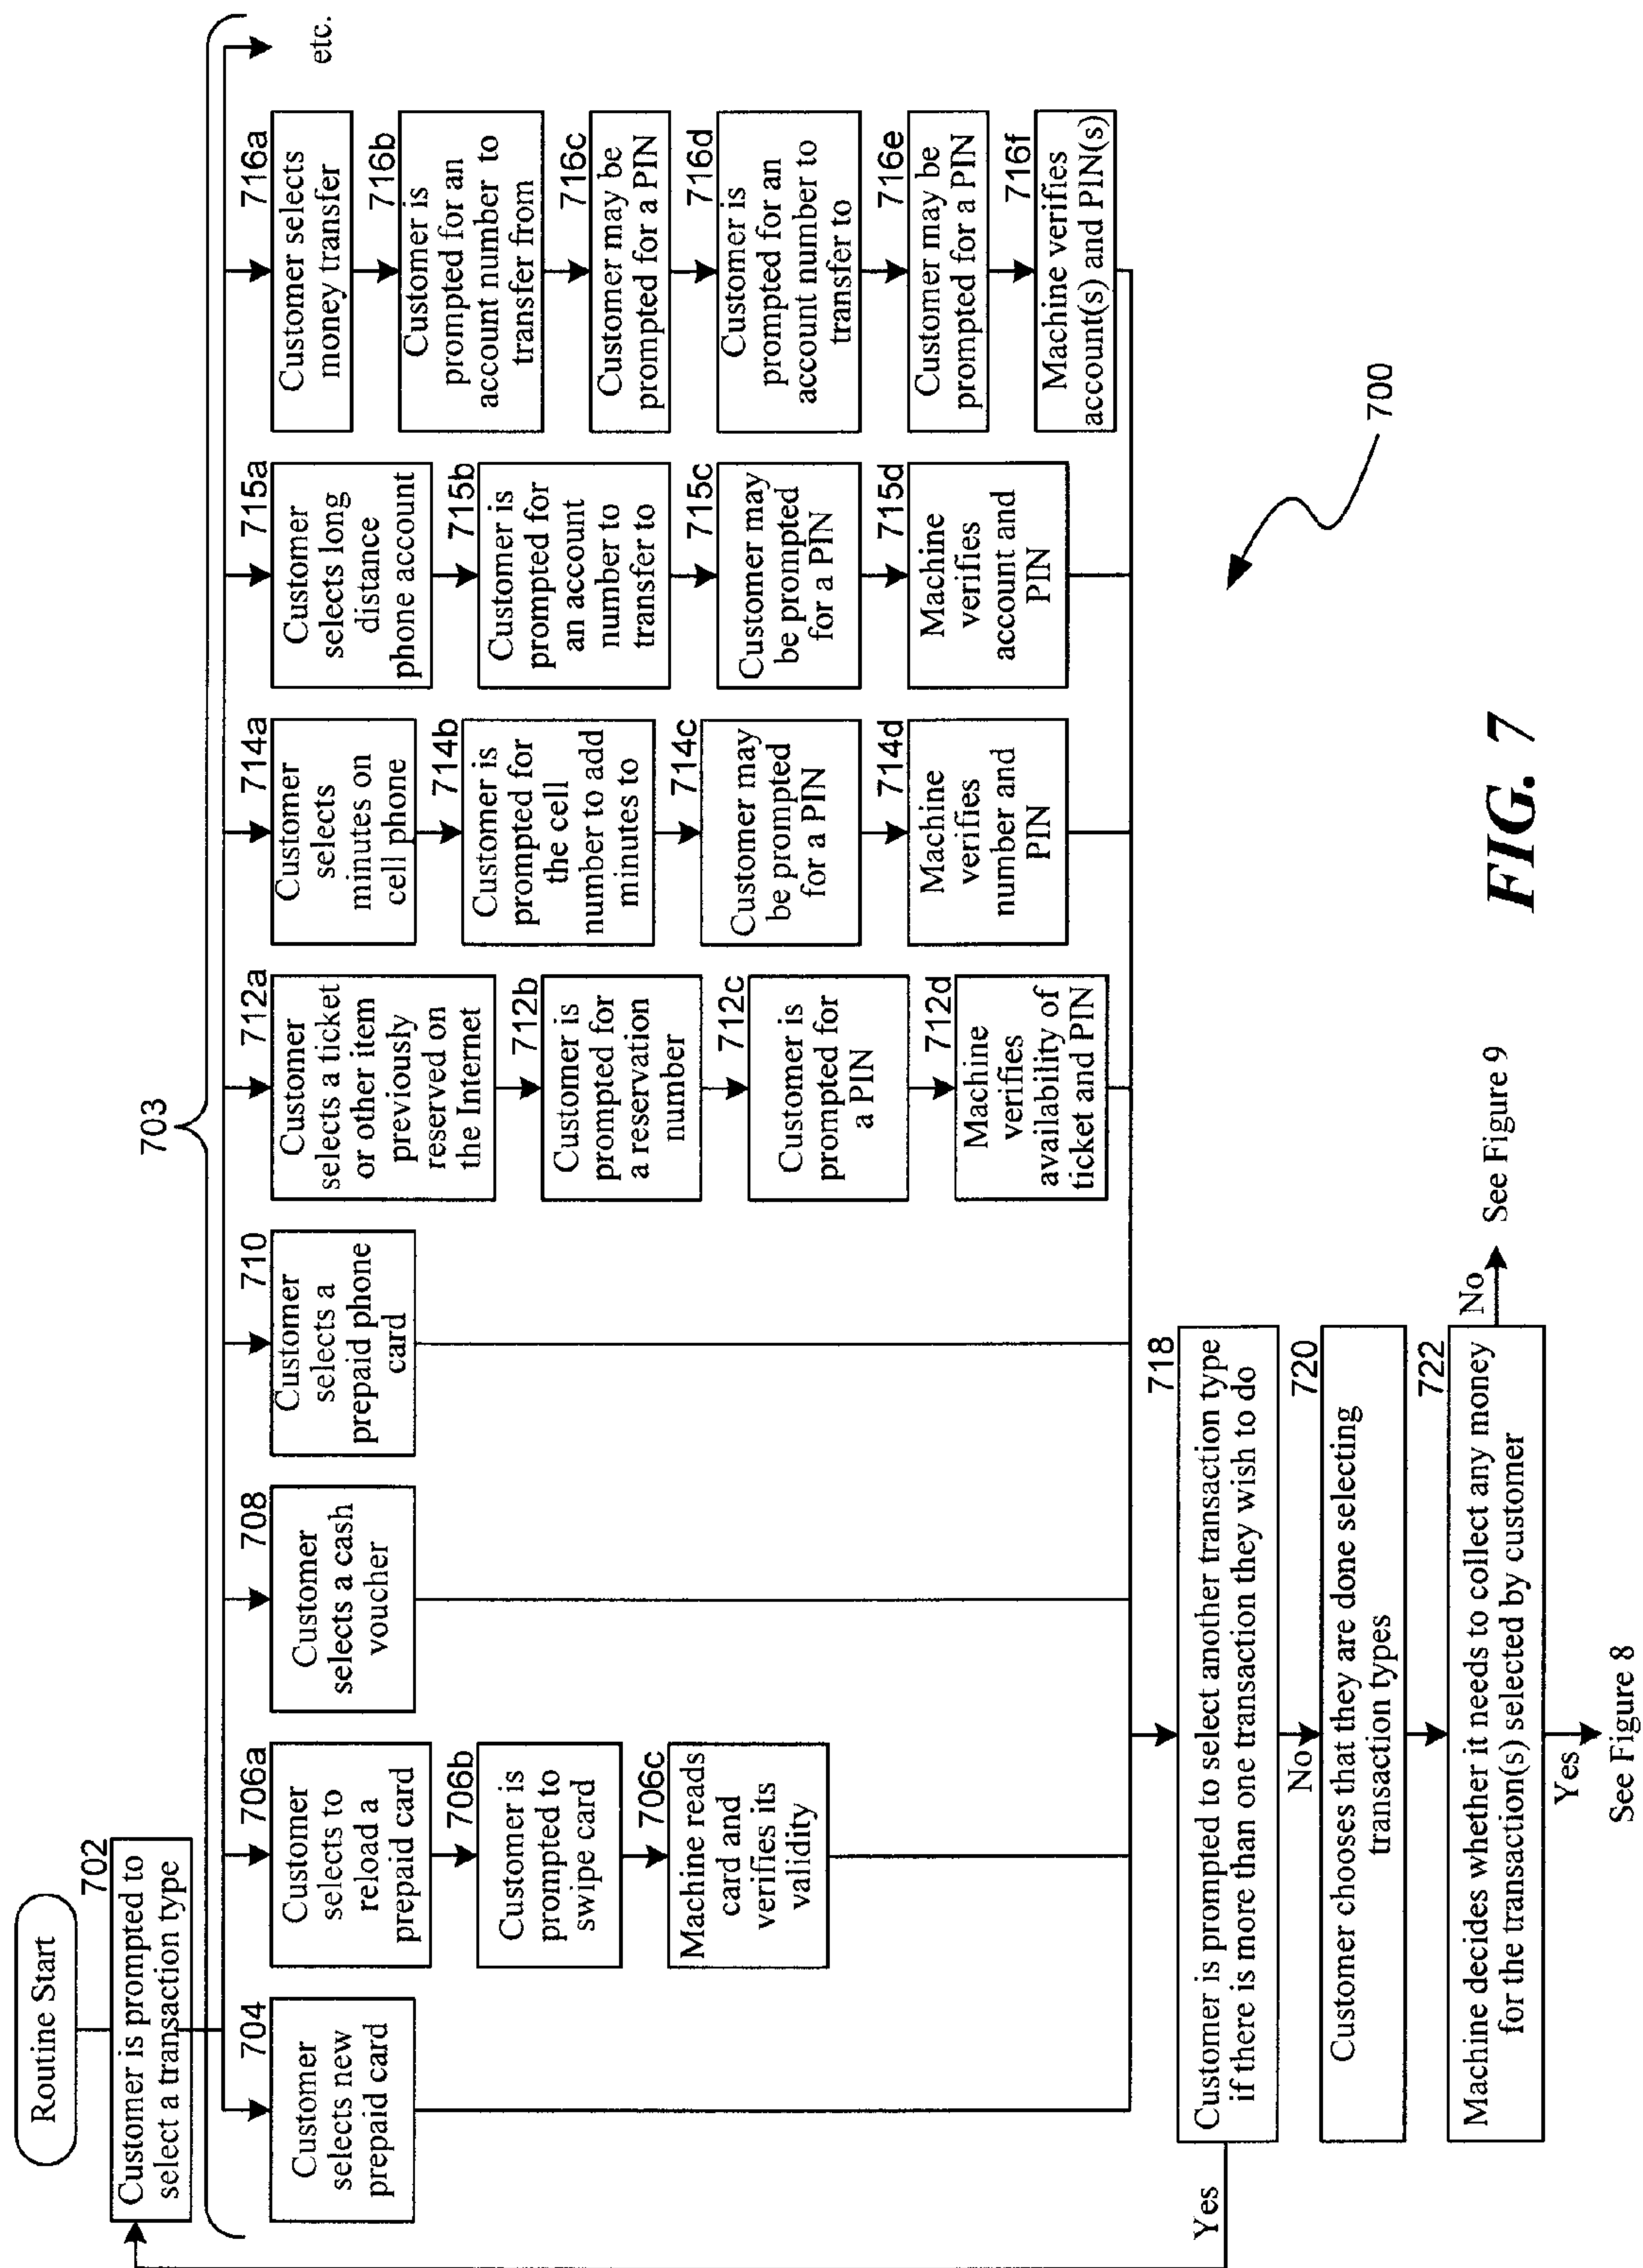 Routine Start
702
Customer is prompted to
select a transaction type
703
704
Customer
selects new
prepaid card
706a
Customer
selects to
reload a
prepaid card
706b
Customer is
prompted to
swipe card
706c
Machine reads
card and
verifies its
validity
708
Customer
selects a cash
voucher
710
Customer
selects a
prepaid phone
card
712a
Customer
selects a ticket
or other item
previously
reserved on
the Internet
712b
Customer is
prompted for
a reservation
number
712c
Customer is
prompted for
a PIN
712d
Machine
verifies
availability of
ticket and PIN
714a
Customer
selects
minutes on
cell phone
714b
Customer is
prompted for
the cell
number to add
minutes to
714c
Customer may
be prompted
for a PIN
714d
Machine
verifies
number and
PIN
715a
Customer
selects long
distance
phone account
715b
Customer is
prompted for
an account
number to
transfer to
715c
Customer may
be prompted
for a PIN
715d
Machine
verifies
account and
PIN
716a
Customer selects
money transfer
716b
Customer is
prompted for an
account number to
transfer from
716c
Customer may be
prompted for a PIN
716d
Customer is
prompted for an
account number to
transfer to
716e
Customer may be
prompted for a PIN
716f
Machine verifies
account(s) and PIN(s)
etc.
718
Customer is prompted to select another transaction type
if there is more than one transaction they wish to do
Yes
No
720
Customer chooses that they are done selecting
transaction types
722
Machine decides whether it needs to collect any money
for the transaction(s) selected by customer
No
See Figure 9
Yes
See Figure 8
700
FIG. 7